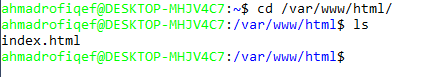 ahmadrofiqef@DESKTOP-MHJV4C7:~$ cd /var/www/html/
ahmadrofiqef@DESKTOP-MHJV4C7:/var/www/html$ ls
index.html
ahmadrofiqef@DESKTOP-MHJV4C7:/var/www/html$